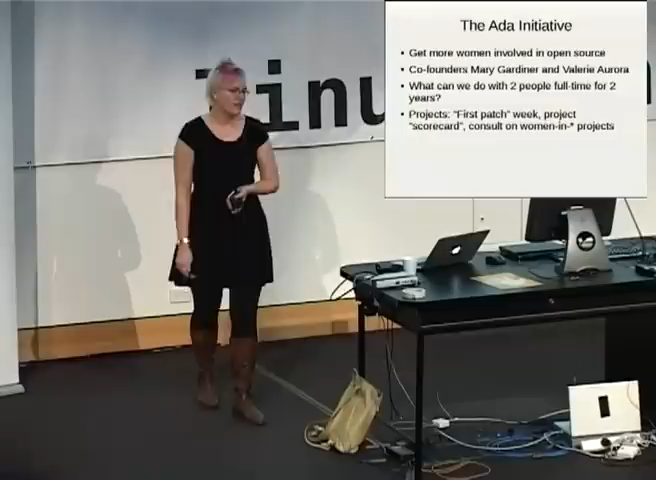 The Ada Initiative
• Get more women involved in open source
• Co-founders Mary Gardiner and Valerie Aurora
• What can we do with 2 people full-time for 2
years?
• Projects: "First patch" week, project
"scorecard", consult on women-in-* projects
linu